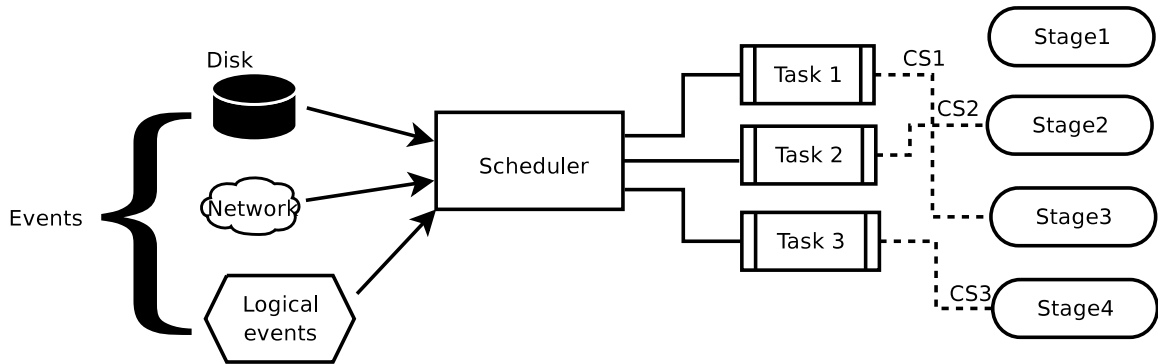 Events
Disk
Network
Logical
events
Scheduler
Task 1
Task 2
Task 3
CS1
CS2
CS3
Stage1
Stage2
Stage3
Stage4